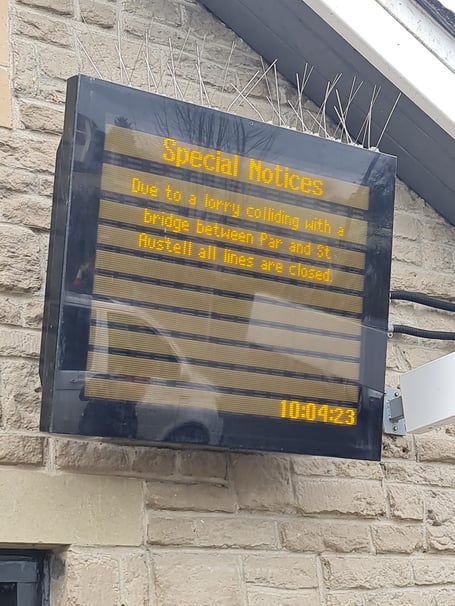 Special Notices
Due to a lorry colliding with a
bridge between Par and St
Austell all lines are closed.
10:04:23